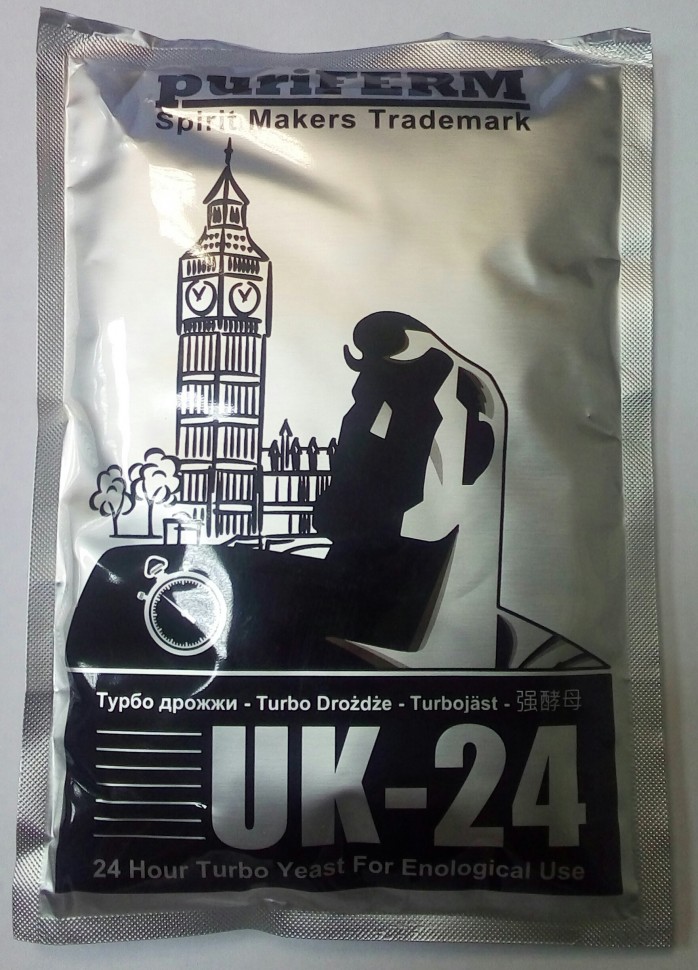 puriFERM
Spirit Makers Trademark
Турбо дрожжи - Turbo Drożdże - Turbojäst - 强酵母
UK-24
24 Hour Turbo Yeast For Enological Use